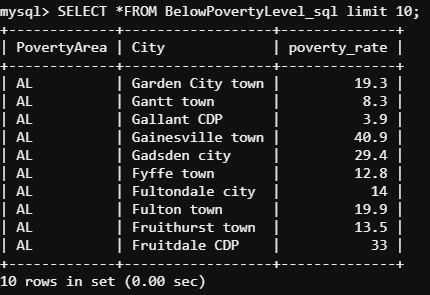 mysql> SELECT *FROM BelowPovertyLevel_sql limit 10;
+-------------+-------------------+--------------+
| PovertyArea | City              | poverty_rate |
+-------------+-------------------+--------------+
| AL          | Garden City town  |         19.3 |
| AL          | Gantt town        |          8.3 |
| AL          | Gallant CDP       |          3.9 |
| AL          | Gainesville town  |         40.9 |
| AL          | Gadsden city      |         29.4 |
| AL          | Fyffe town        |         12.8 |
| AL          | Fultondale city   |           14 |
| AL          | Fulton town       |         19.9 |
| AL          | Fruithurst town   |         13.5 |
| AL          | Fruitdale CDP     |           33 |
+-------------+-------------------+--------------+
10 rows in set (0.00 sec)